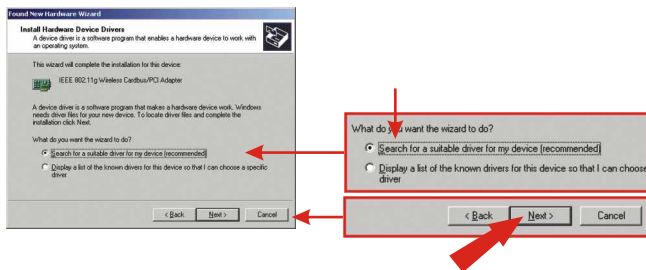 Found New Hardware Wizard
Install Hardware Device Drivers
A device driver is a software program that enables a hardware device to work with
an operating system.
This wizard will complete the installation for this device:
IEEE 802.11g Wireless Cardbus/PCI Adapter
A device driver is a software program that makes a hardware device work. Windows
needs driver files for your new device. To locate driver files and complete the
installation click Next.
What do you want the wizard to do?
Search for a suitable driver for my device (recommended)
Display a list of the known drivers for this device so that I can choose a specific
driver
< Back
Next >
Cancel
What do you want the wizard to do?
Search for a suitable driver for my device (recommended)
Display a list of the known drivers for this device so that I can choose
driver
< Back
Next >
Cancel